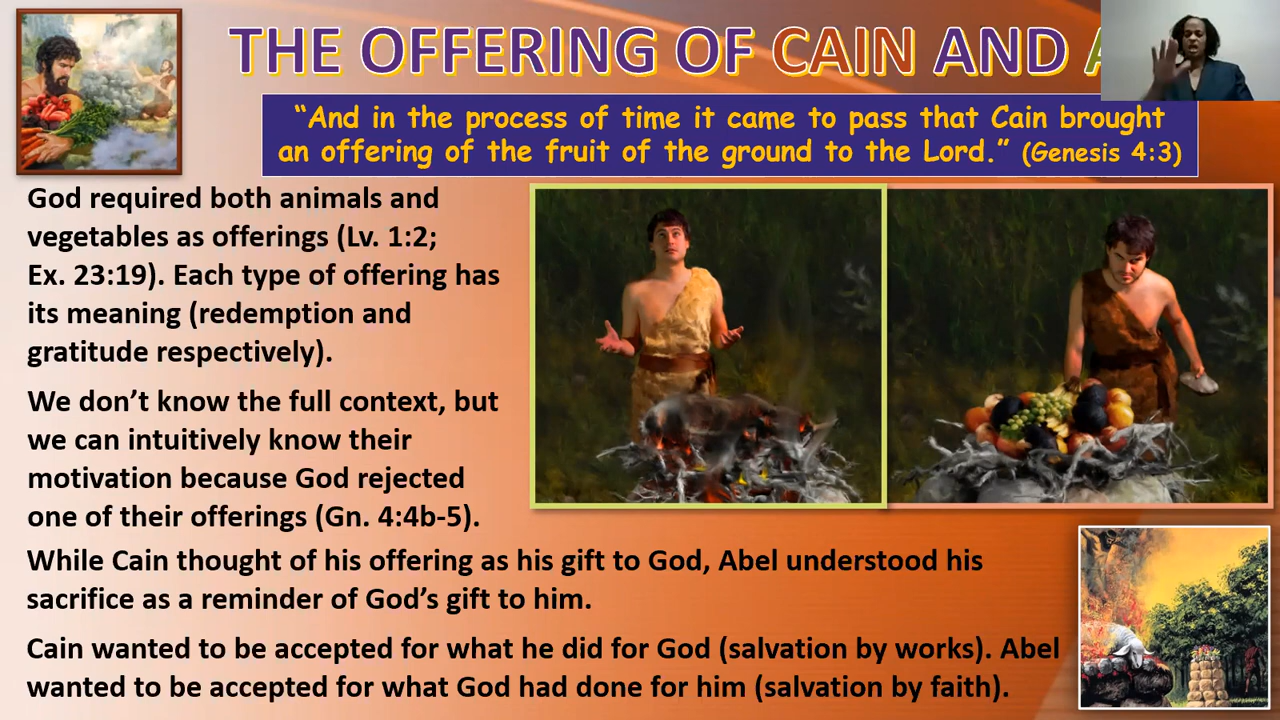 THE OFFERING OF CAIN AND
“And in the process of time it came to pass that Cain brought
an offering of the fruit of the ground to the Lord.” (Genesis 4:3)
God required both animals and
vegetables as offerings (Lv. 1:2;
Ex. 23:19). Each type of offering has
its meaning (redemption and
gratitude respectively).
We don’t know the full context, but
we can intuitively know their
motivation because God rejected
one of their offerings (Gn. 4:4b-5).
While Cain thought of his offering as his gift to God, Abel understood his
sacrifice as a reminder of God’s gift to him.
Cain wanted to be accepted for what he did for God (salvation by works). Abel
wanted to be accepted for what God had done for him (salvation by faith).